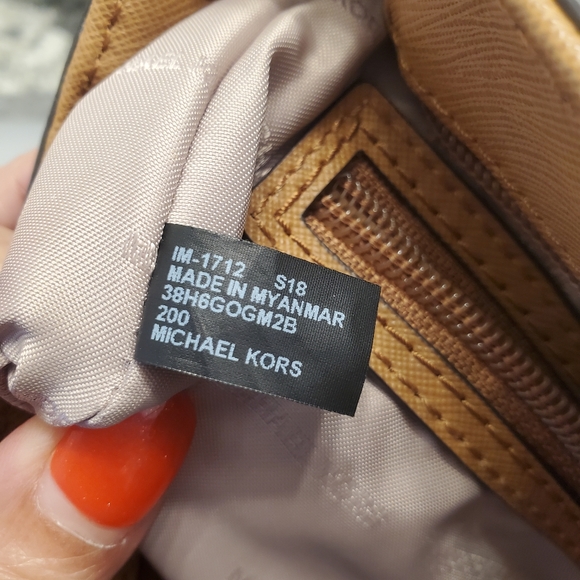 IM-1712 S18
MADE IN MYANMAR
38H6GOGM2B
200
MICHAEL KORS